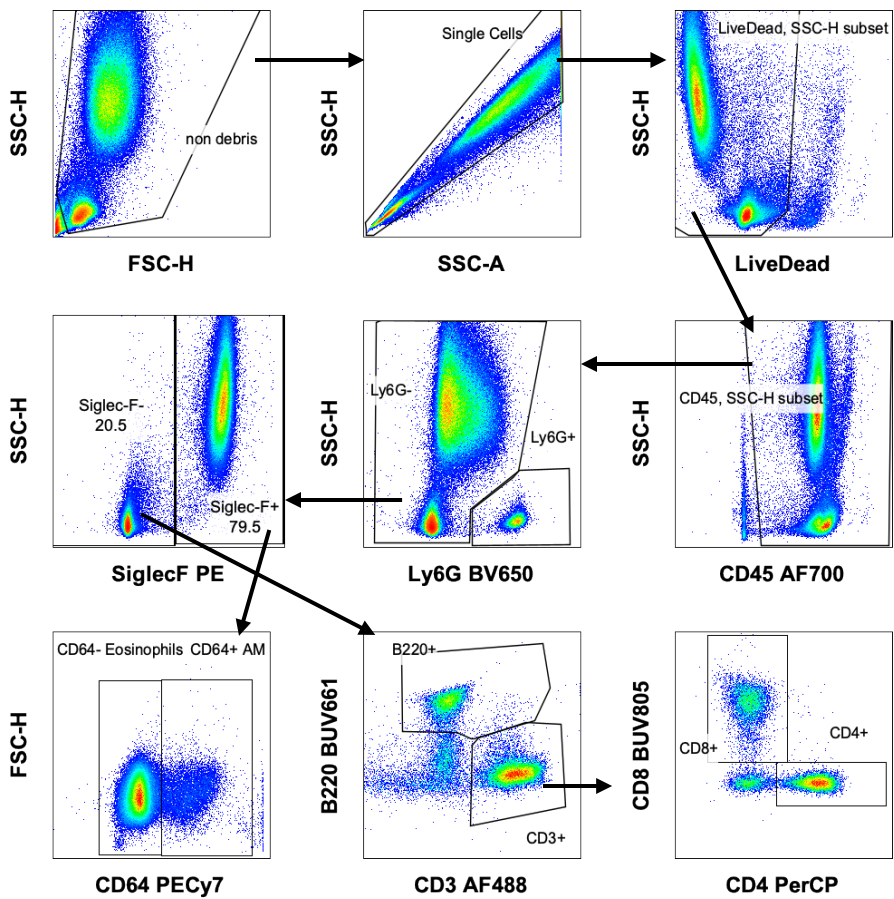 SSC-H
non debris
FSC-H
SSC-H
Single Cells
SSC-A
SSC-H
LiveDead, SSC-H subset
LiveDead
SSC-H
Siglec-F-
20.5
Siglec-F+
79.5
SiglecF PE
SSC-H
Ly6G-
Ly6G+
Ly6G BV650
SSC-H
CD45, SSC-H subset
CD45 AF700
FSC-H
CD64- Eosinophils
CD64+ AM
CD64 PECy7
B220 BUV661
B220+
CD3+
CD3 AF488
CD8 BUV805
CD8+
CD4+
CD4 PerCP